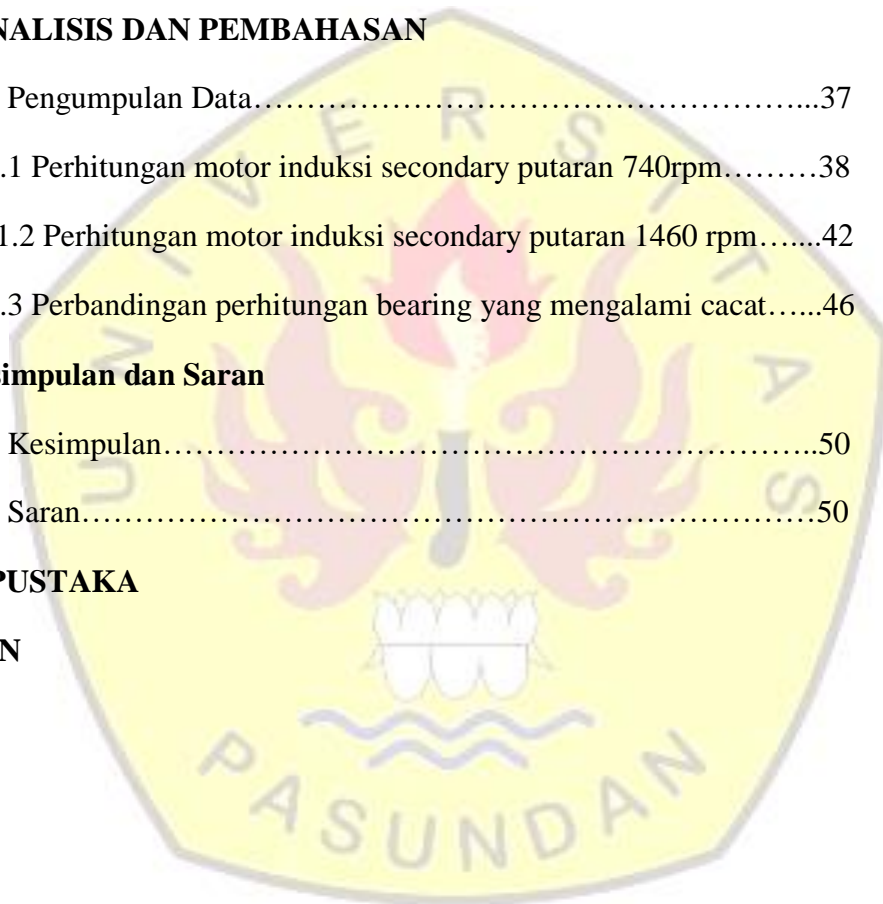 NALISIS DAN PEMBAHASAN
Pengumpulan Data…………………………………………………...37
.1 Perhitungan motor induksi secondary putaran 740rpm………38
1.2 Perhitungan motor induksi secondary putaran 1460 rpm…....42
.3 Perbandingan perhitungan bearing yang mengalami cacat…...46
simpulan dan Saran
Kesimpulan……………………………………………………..50
Saran……………………………………………………………50
PUSTAKA
N
UNIVERSITAS
PASUNDAN